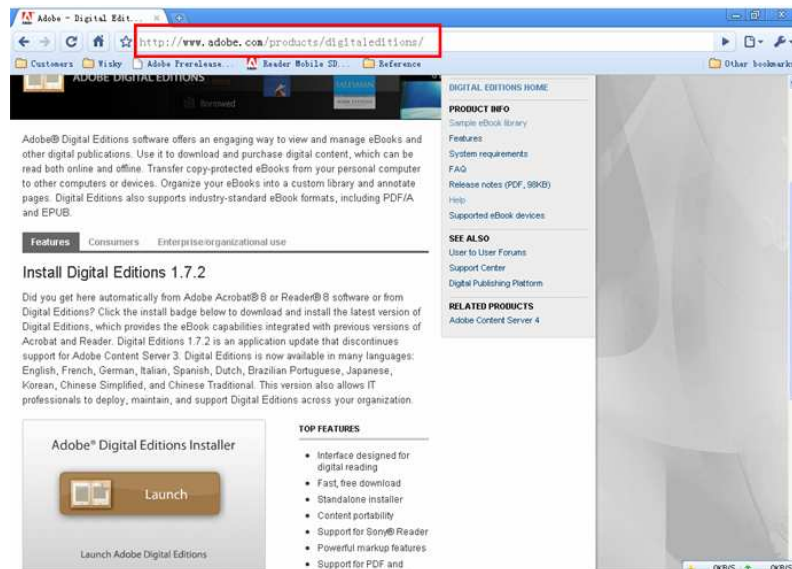 Adobe - Digital Edit...
http://www.adobe.com/products/digitaleditions/
Customers
Visky
Adobe Prerelease...
Reader Mobile SD...
Reference
Other bookmarks
ADOBE DIGITAL EDITIONS
Borrowed
TALISMAN
Adobe® Digital Editions software offers an engaging way to view and manage eBooks and
other digital publications. Use it to download and purchase digital content, which can be
read both online and offline. Transfer copy-protected eBooks from your personal computer
to other computers or devices. Organize your eBooks into a custom library and annotate
pages. Digital Editions also supports industry-standard eBook formats, including PDF/A
and EPUB.
Features
Consumers
Enterprise/organizational use
Install Digital Editions 1.7.2
Did you get here automatically from Adobe Acrobat® 8 or Reader® 8 software or from
Digital Editions? Click the install badge below to download and install the latest version of
Digital Editions, which provides the eBook capabilities integrated with previous versions of
Acrobat and Reader. Digital Editions 1.7.2 is an application update that discontinues
support for Adobe Content Server 3. Digital Editions is now available in many languages:
English, French, German, Italian, Spanish, Dutch, Brazilian Portuguese, Japanese,
Korean, Chinese Simplified, and Chinese Traditional. This version also allows IT
professionals to deploy, maintain, and support Digital Editions across your organization.
Adobe® Digital Editions Installer
Launch
Launch Adobe Digital Editions
TOP FEATURES
Interface designed for
digital reading
Fast, free download
Standalone installer
Content portability
Support for Sony® Reader
Powerful markup features
Support for PDF and
DIGITAL EDITIONS HOME
PRODUCT INFO
Sample eBook library
Features
System requirements
FAQ
Release notes (PDF, 98KB)
Help
Supported eBook devices
SEE ALSO
User to User Forums
Support Center
Digital Publishing Platform
RELATED PRODUCTS
Adobe Content Server 4
0KB/S
0KB/S